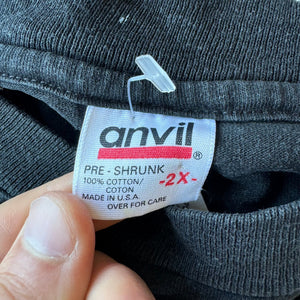 anvil®
PRE-SHRUNK
100% COTTON/
COTON
-2X-
MADE IN U.S.A.
OVER FOR CARE